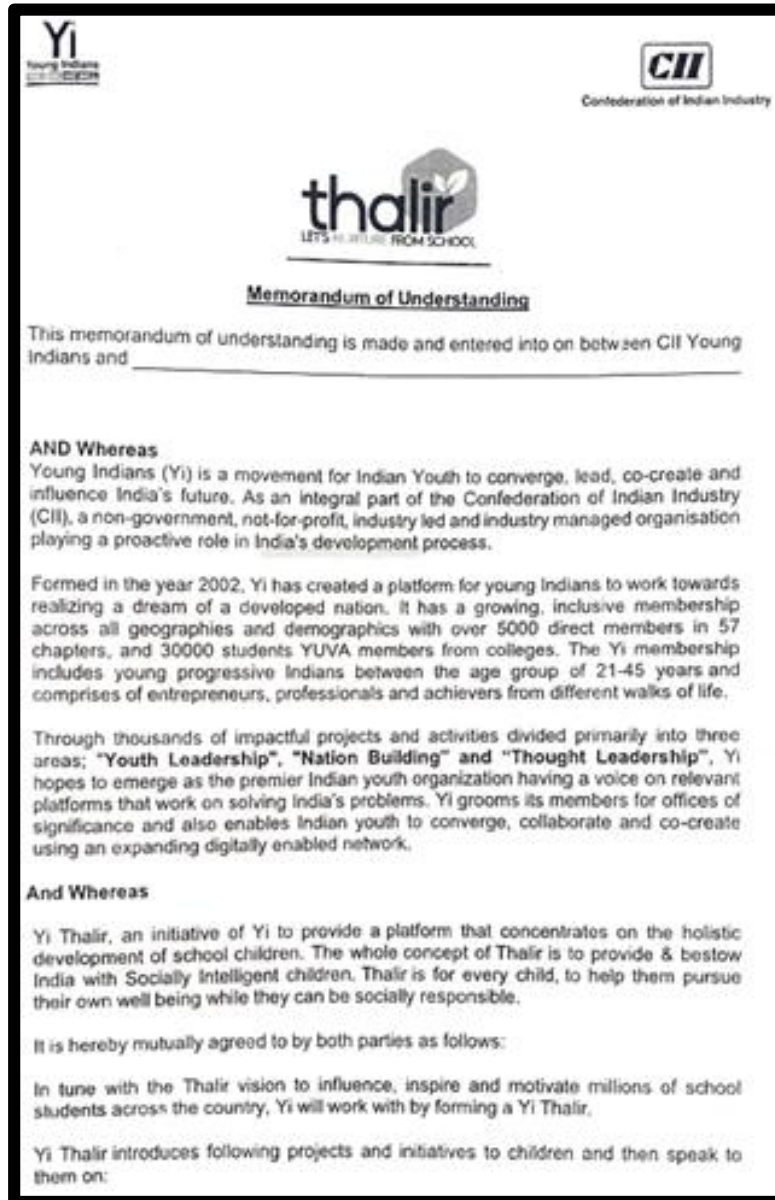 Yi
Young Indians
CII
Confederation of Indian Industry
thalir
LET'S NURTURE FROM SCHOOL
Memorandum of Understanding
This memorandum of understanding is made and entered into on between CII Young
Indians and
AND Whereas
Young Indians (Yi) is a movement for Indian Youth to converge, lead, co-create and
influence India's future. As an integral part of the Confederation of Indian Industry
(CII), a non-government, not-for-profit, industry led and industry managed organisation
playing a proactive role in India's development process.
Formed in the year 2002, Yi has created a platform for young Indians to work towards
realizing a dream of a developed nation. It has a growing, inclusive membership
across all geographies and demographics with over 5000 direct members in 57
chapters, and 30000 students YUVA members from colleges. The Yi membership
includes young progressive Indians between the age group of 21-45 years and
comprises of entrepreneurs, professionals and achievers from different walks of life.
Through thousands of impactful projects and activities divided primarily into three
areas; "Youth Leadership", "Nation Building" and "Thought Leadership", Yi
hopes to emerge as the premier Indian youth organization having a voice on relevant
platforms that work on solving India's problems. Yi grooms its members for offices of
significance and also enables Indian youth to converge, collaborate and co-create
using an expanding digitally enabled network.
And Whereas
Yi Thalir, an initiative of Yi to provide a platform that concentrates on the holistic
development of school children. The whole concept of Thalir is to provide & bestow
India with Socially Intelligent children. Thalir is for every child, to help them pursue
their own well being while they can be socially responsible.
It is hereby mutually agreed to by both parties as follows:
In tune with the Thalir vision to influence, inspire and motivate millions of school
students across the country, Yi will work with by forming a Yi Thalir.
Yi Thalir introduces following projects and initiatives to children and then speak to
them on: